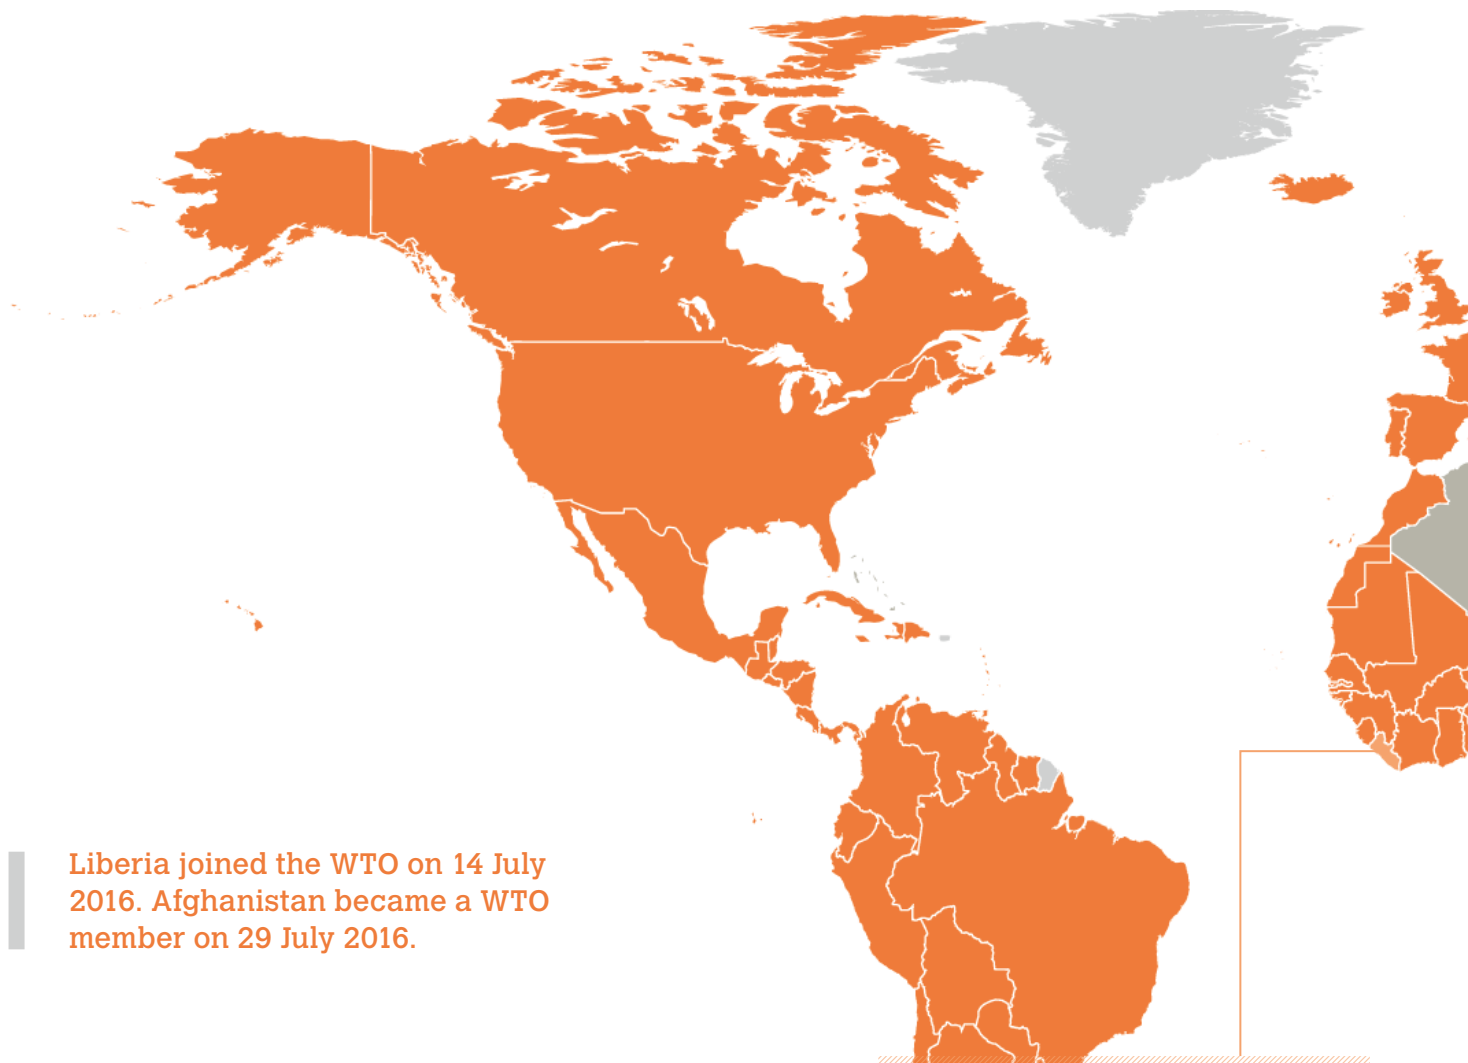 Liberia joined the WTO on 14 July
2016. Afghanistan became a WTO
member on 29 July 2016.